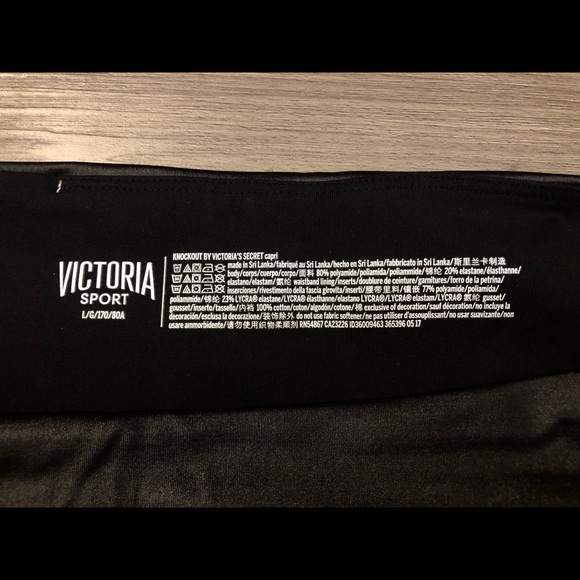 VICTORIA
SPORT
L/G/170/80A
KNOCKOUT BY VICTORIA'S SECRET capri
made in Sri Lanka/fabriqué au Sri Lanka/hecho en Sri Lanka/fabbricato in Sri Lanka/斯里兰卡制造
body/corps/cuerpo/corpo/面料 80% polyamide/poliamida/poliammide/锦纶 20% elastane/élasthanne/
elastano/elastam/氨纶 waistband lining/inserts/doublure de ceinture/garnitures/forro de la petrina/
inserciones/rivestimento della fascia girovita/inserti/腰带里料/镶嵌 77% polyamide/poliamida/
poliammide/锦纶 23% LYCRA® elastane/LYCRA® élasthanne/elastano LYCRA®/LYCRA® elastam/LYCRA® 氨纶 gusset/
gousset/inserto/tassello/内裆 100% cotton/coton/algodón/cotone/棉 exclusive of decoration/sauf décoration/no incluye la
decoración/esclusa la decorazione/装饰除外 do not use fabric softener/ne pas utiliser d'assouplissant/no usar suavizante/non
usare ammorbidente/请勿使用织物柔顺剂 RN54867 CA23226 ID36009463 365396 05 17